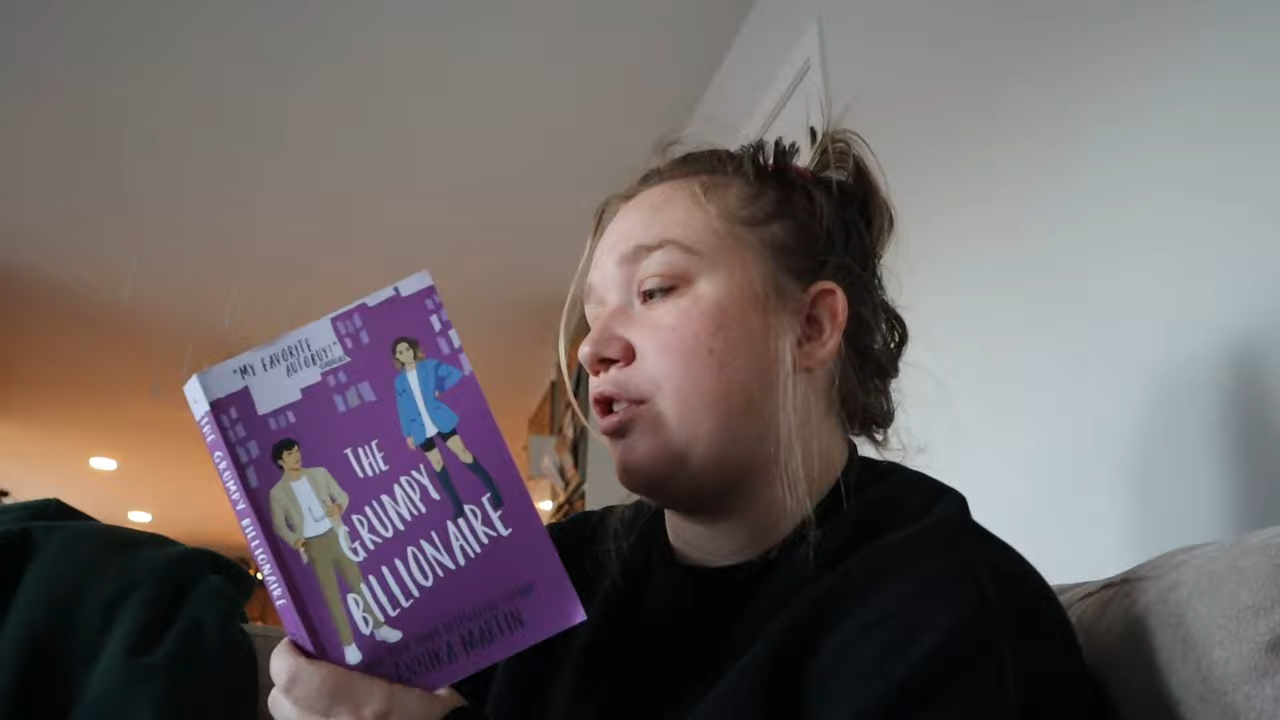 "MY FAVORITE
AUTOBUY!"
THE
GRUMPY
BILLIONAIRE
ANNIKA MARTIN
THE GRUMPY BILLIONAIRE